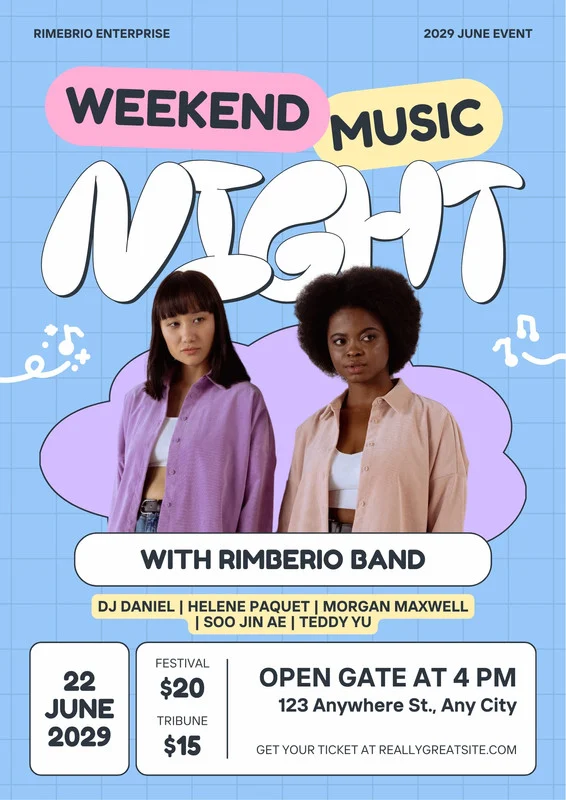 RIMEBRIO ENTERPRISE
2029 JUNE EVENT
WEEKEND
MUSIC
NIGHT
WITH RIMBERIO BAND
DJ DANIEL | HELENE PAQUET | MORGAN MAXWELL
| SOO JIN AE | TEDDY YU
22
JUNE
2029
FESTIVAL
$20
TRIBUNE
$15
OPEN GATE AT 4 PM
123 Anywhere St., Any City
GET YOUR TICKET AT REALLYGREATSITE.COM